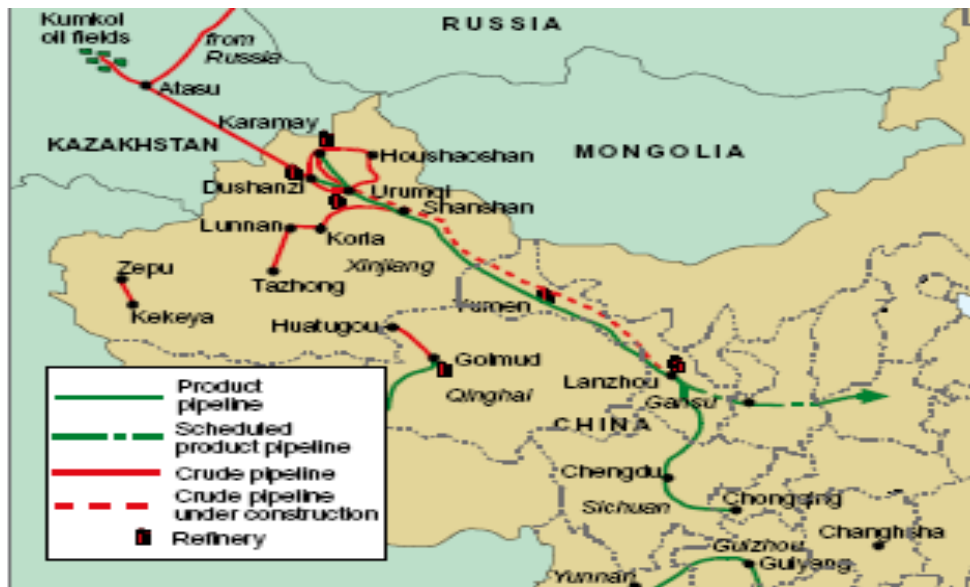 Kumkol
oil fields
from
Russia
RUSSIA
Atasu
Karamay
KAZAKHSTAN
MONGOLIA
Houshaoshan
Dushanzi
Urumqi
Shanshan
Lunnan
Korla
Xinjiang
Zepu
Tazhong
Yumen
Kekeya
Huatugou
Golmud
Lanzhou
Qinghai
Gansu
CHINA
Product
pipeline
Scheduled
product pipeline
Crude pipeline
Crude pipeline
under construction
Refinery
Chengdu
Sichuan
Chongqing
Changhsha
Guizhou
Guiyang
Yunnan